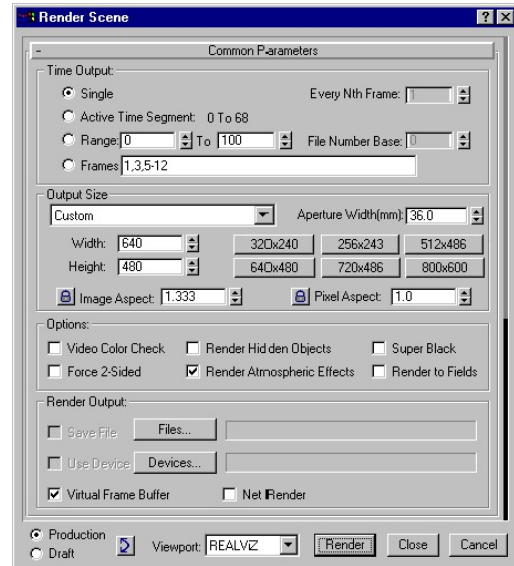 Render Scene
Common Parameters
Time Output:
Single Every Nth Frame: 1
Active Time Segment: 0 To 68
Range: 0 To 100 File Number Base: 0
Frames 1,3,5-12
Output Size
Custom Aperture Width(mm): 36.0
Width: 640 320x240 256x243 512x486
Height: 480 640x480 720x486 800x600
Image Aspect: 1.333 Pixel Aspect: 1.0
Options:
Video Color Check Render Hidden Objects Super Black
Force 2-Sided Render Atmospheric Effects Render to Fields
Render Output:
Save File Files...
Use Device Devices...
Virtual Frame Buffer Net Render
Production
Draft Viewport: REALVIZ Render Close Cancel